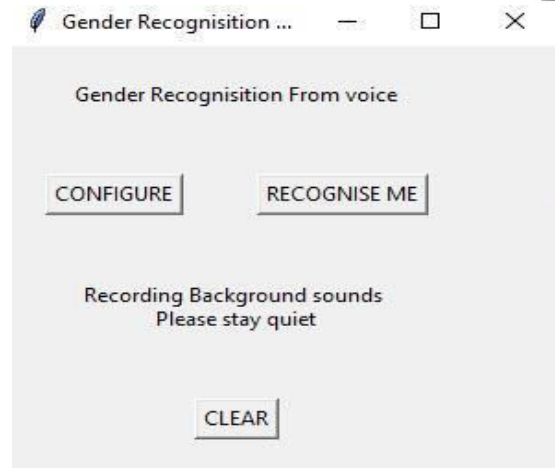 Gender Recognisition ...
Gender Recognisition From voice
CONFIGURE RECOGNISE ME
Recording Background sounds
Please stay quiet
CLEAR